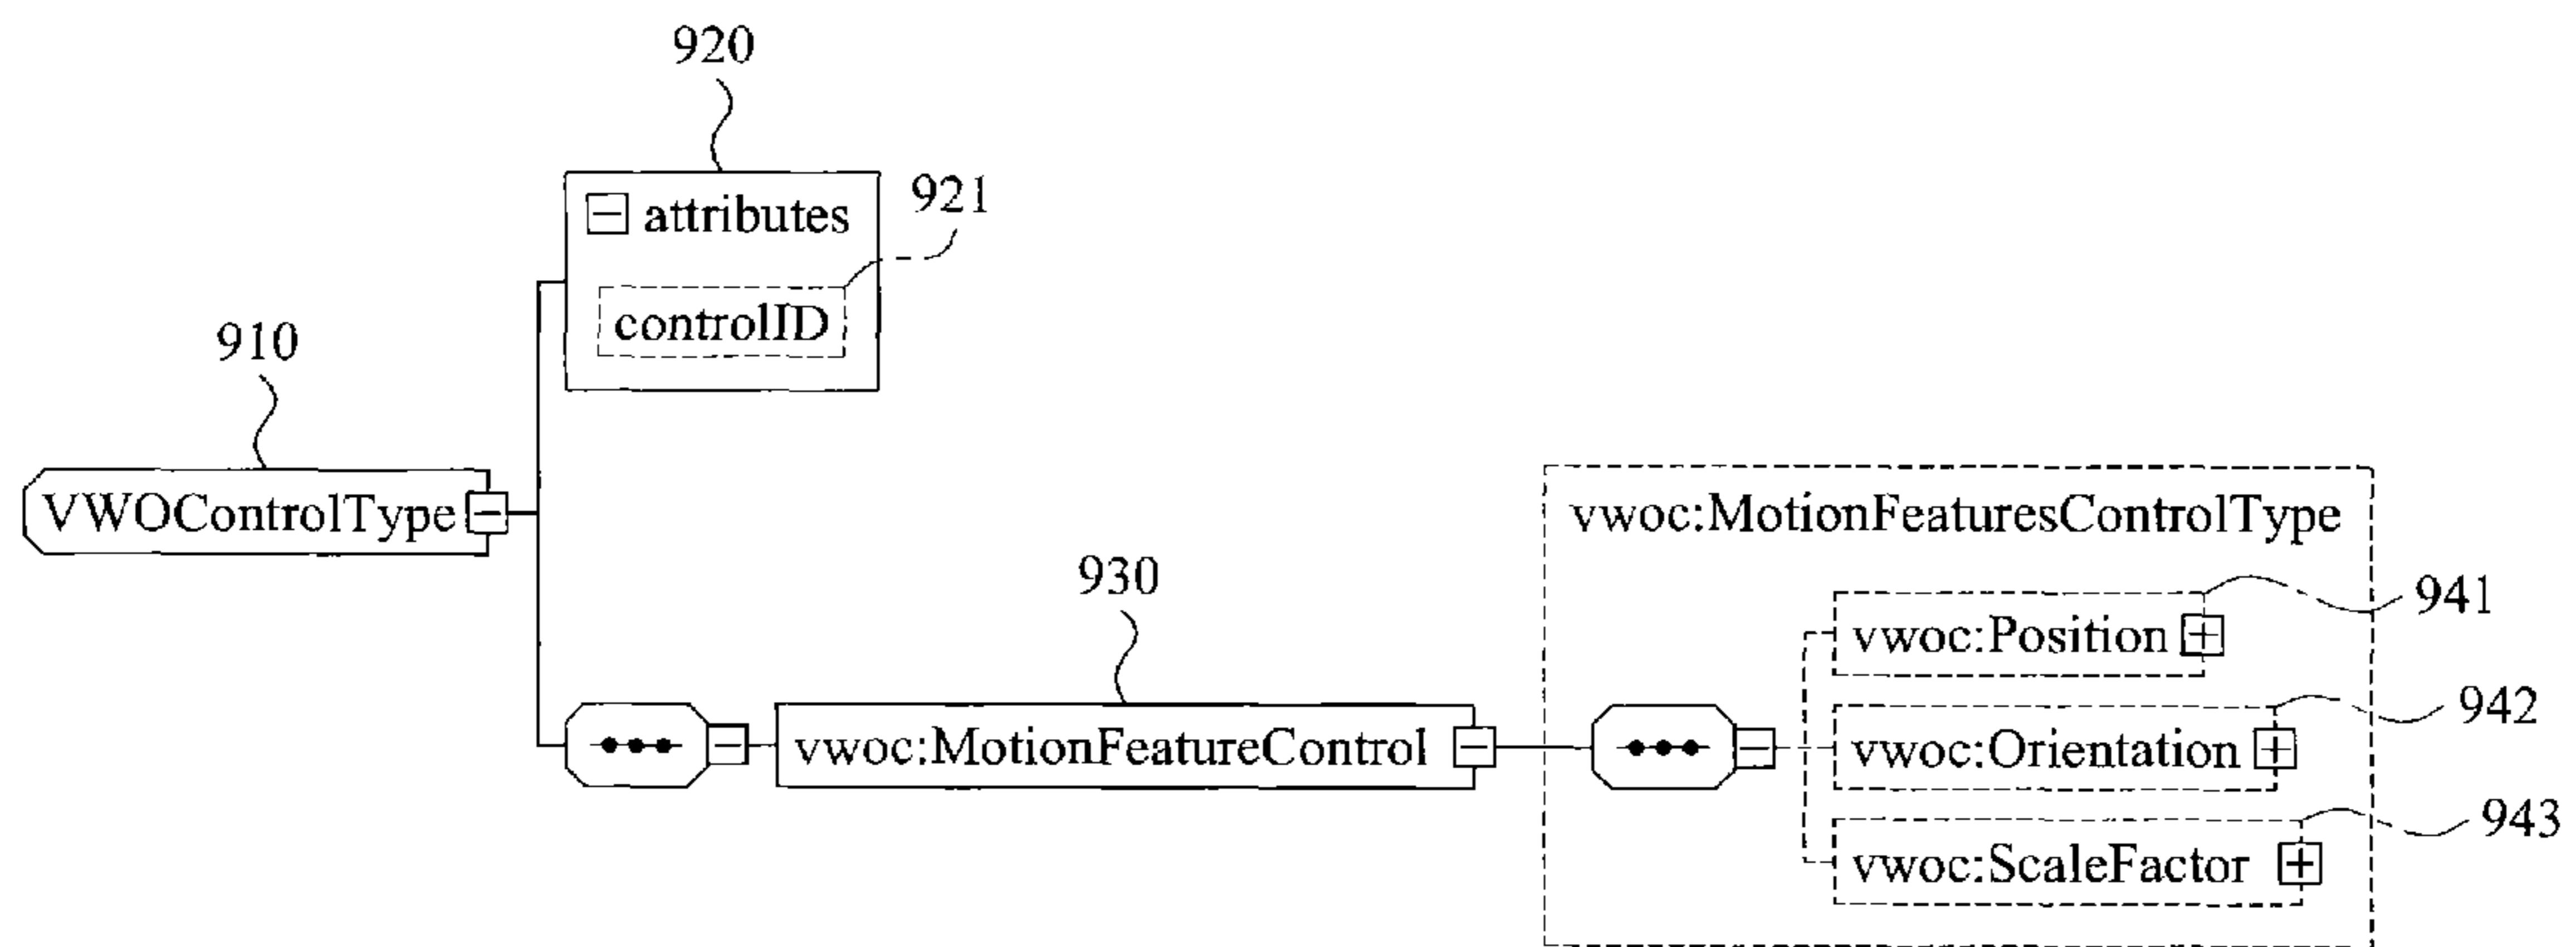 920
attributes
921
controlID
910
VWOControlType
930
vwoc:MotionFeatureControl
vwoc:MotionFeaturesControlType
vwoc:Position
941
vwoc:Orientation
942
vwoc:ScaleFactor
943